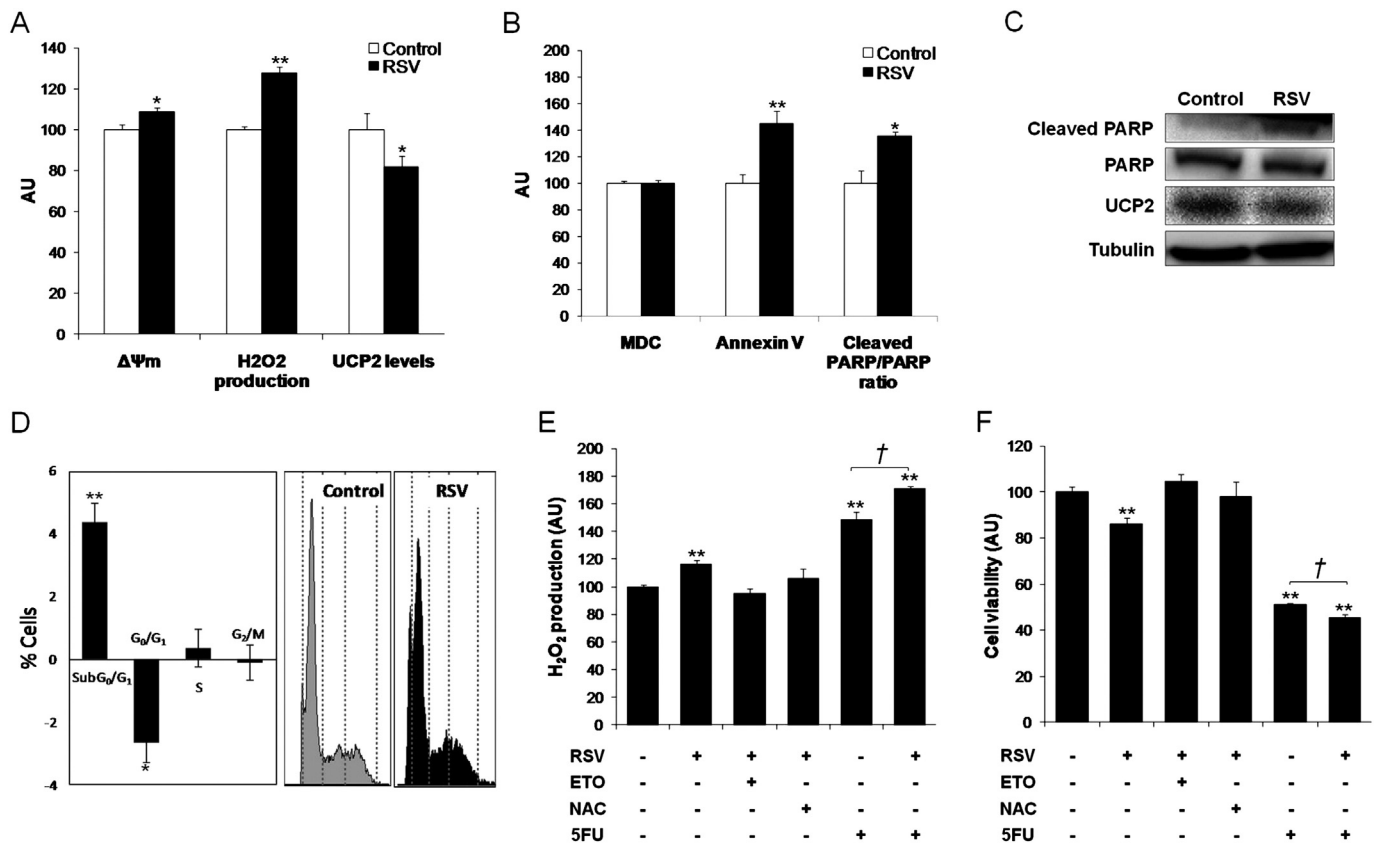 A
140
120
100
80
60
40
20
0
AU
Control
RSV
*
**
*
ΔΨm
H2O2 production
UCP2 levels
B
200
180
160
140
120
100
80
60
40
20
0
AU
Control
RSV
**
*
MDC
Annexin V
Cleaved PARP/PARP ratio
C
Control RSV
Cleaved PARP
PARP
UCP2
Tubulin
D
6
4
2
0
-2
-4
% Cells
**
SubG₀/G₁
G₀/G₁
*
S
G₂/M
Control
RSV
E
200
180
160
140
120
100
80
60
40
20
0
H₂O₂ production (AU)
**
**
†
**
RSV - + + + - +
ETO - - + - - -
NAC - - - + - -
5FU - - - - + +
F
120
100
80
60
40
20
0
Cell viability (AU)
**
**
†
**
RSV - + + + - +
ETO - - + - - -
NAC - - - + - -
5FU - - - - + +